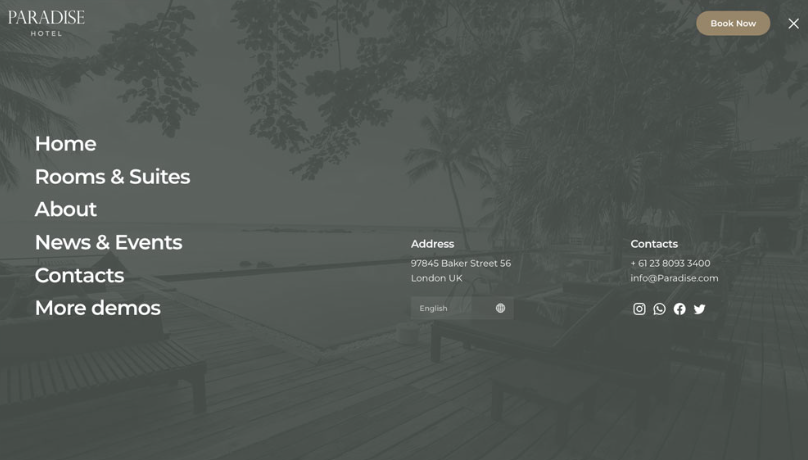 PARADISE
HOTEL
Book Now
Home
Rooms & Suites
About
News & Events
Contacts
More demos
Address
97845 Baker Street 56
London UK
English
Contacts
+ 61 23 8093 3400
info@Paradise.com